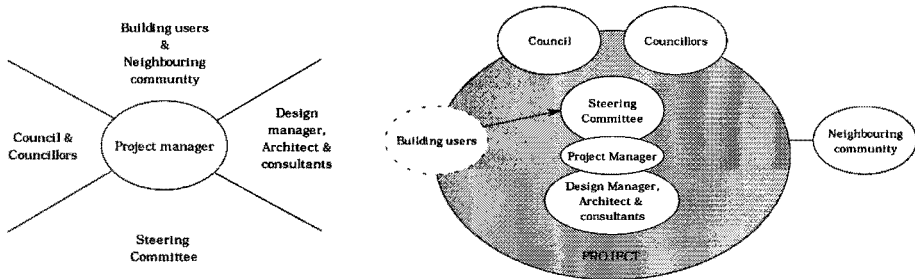 Building users
&
Neighbouring
community
Council &
Councillors
Project manager
Design
manager,
Architect &
consultants
Steering
Committee
Council
Councillors
Steering
Committee
Building users
Project Manager
Neighbouring
community
Design Manager,
Architect &
consultants
PROJECT